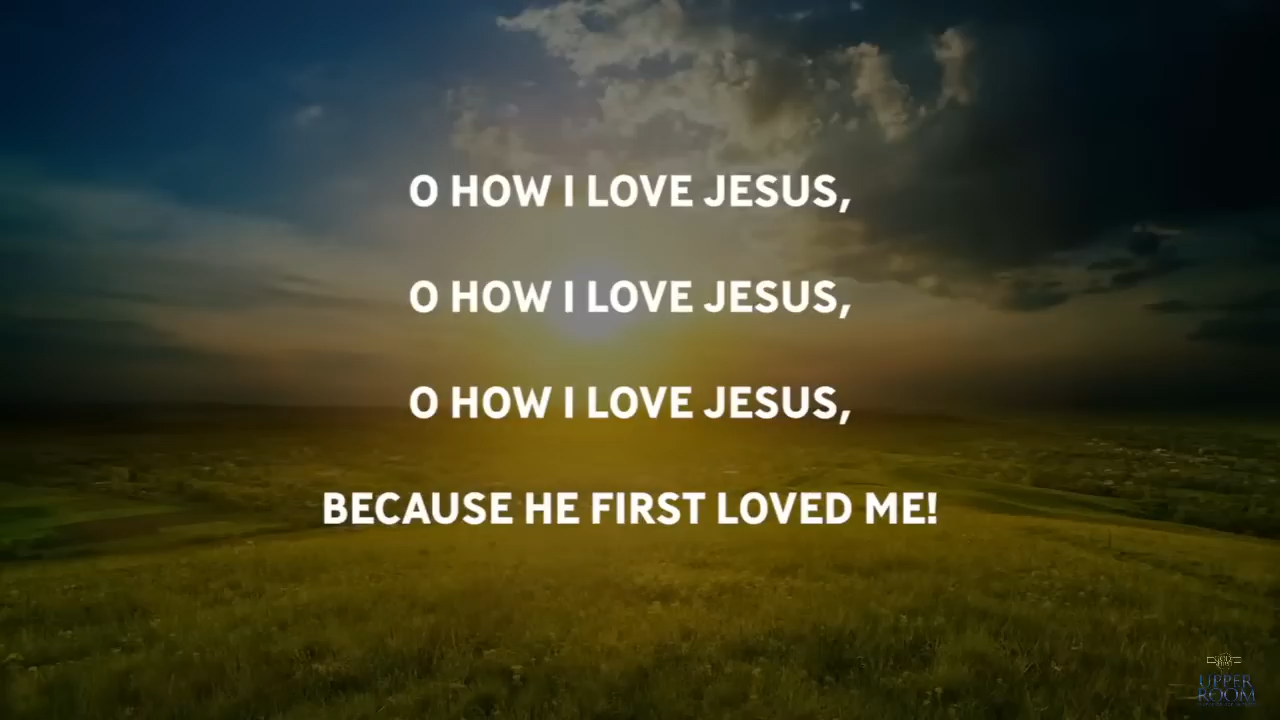 O HOW I LOVE JESUS,
O HOW I LOVE JESUS,
O HOW I LOVE JESUS,
BECAUSE HE FIRST LOVED ME!
UPPER
ROOM